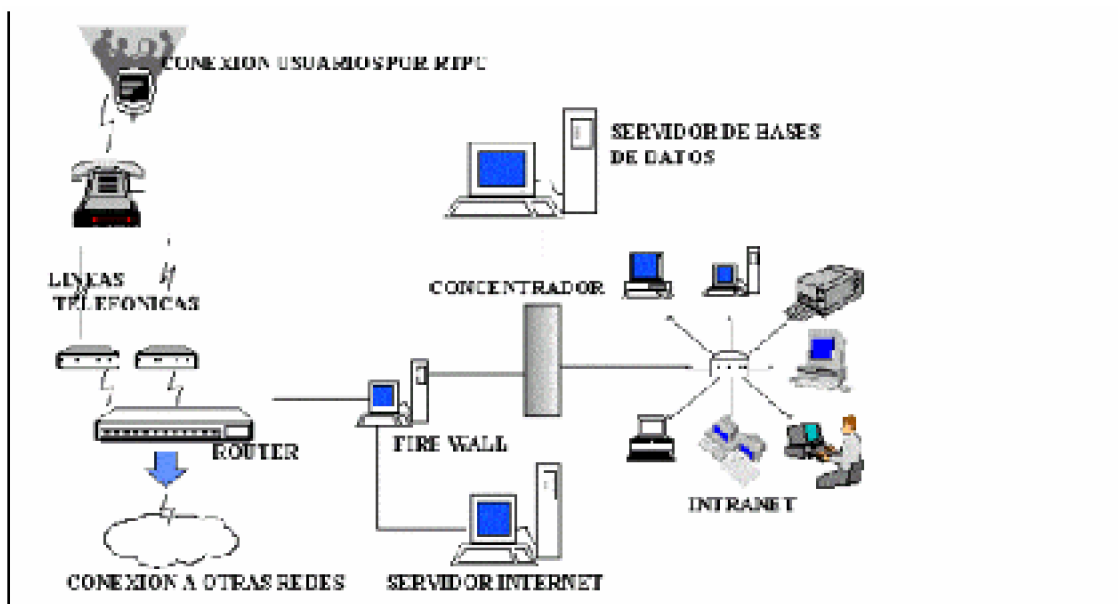 CONEXION USUARIOS POR RTPC
SERVIDOR DE BASES
DE DATOS
LINEAS
TELEFONICAS
CONCENTRADOR
ROUTER
FIRE WALL
INTRANET
CONEXION A OTRAS REDES
SERVIDOR INTERNET